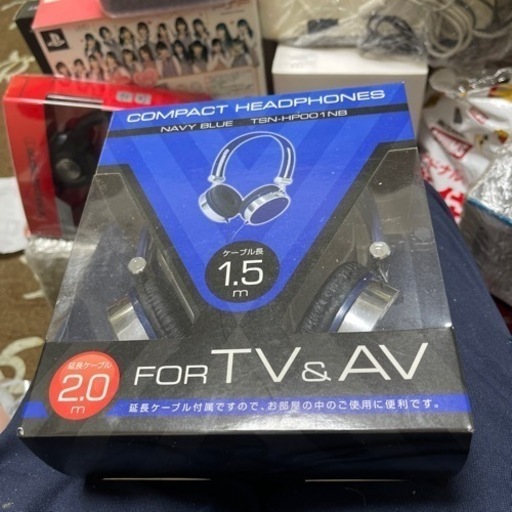 COMPACT HEADPHONES
NAVY BLUE TSN-HP001NB
ケーブル長
1.5
m
延長ケーブル
2.0
m
FOR TV & AV
延長ケーブル付属ですので、お部屋の中のご使用に便利です。